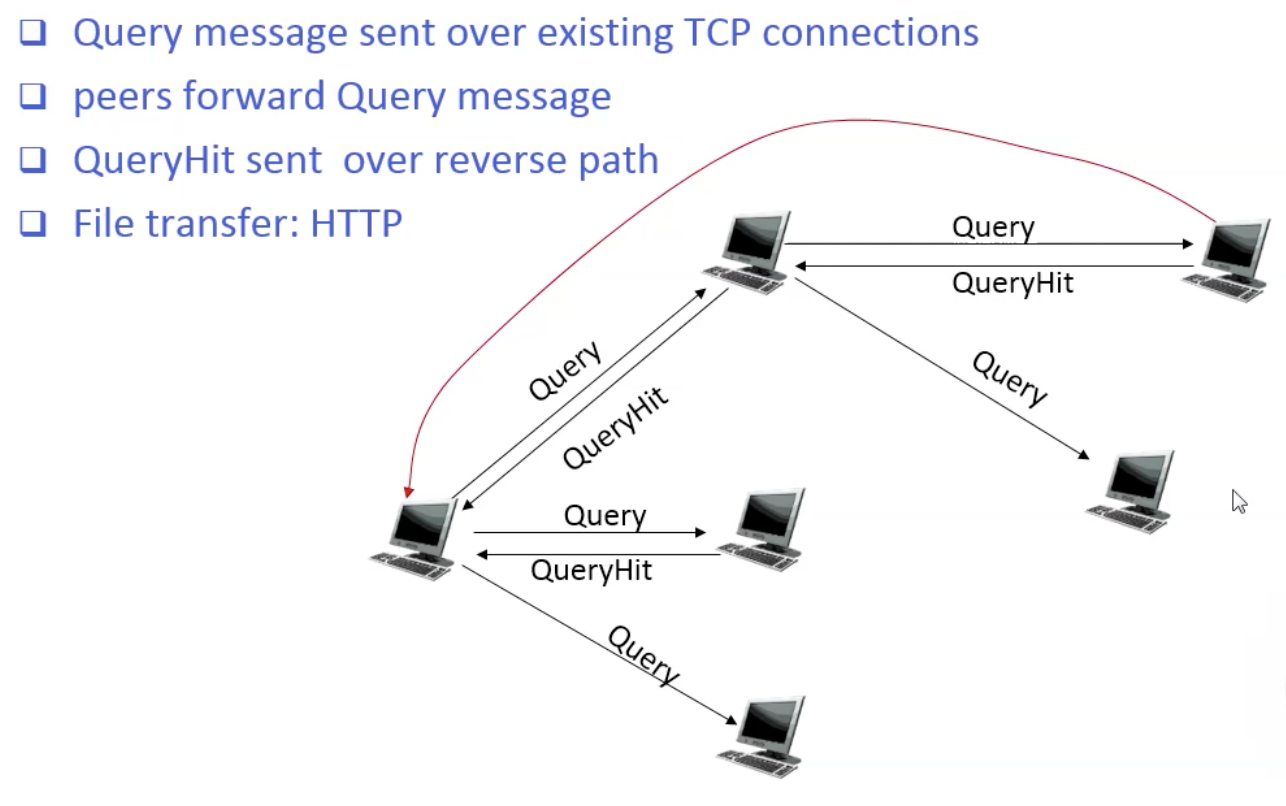 ❑ Query message sent over existing TCP connections
❑ peers forward Query message
❑ QueryHit sent over reverse path
❑ File transfer: HTTP
Query
QueryHit
Query
Query
QueryHit
Query
QueryHit
Query